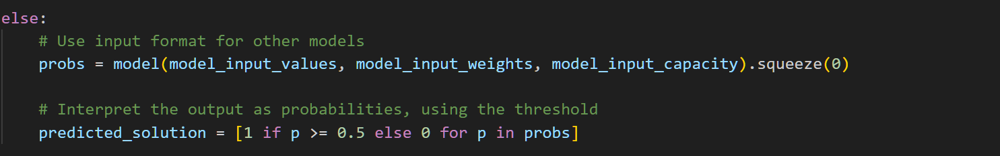 else:
    # Use input format for other models
    probs = model(model_input_values, model_input_weights, model_input_capacity).squeeze(0)

    # Interpret the output as probabilities, using the threshold
    predicted_solution = [1 if p >= 0.5 else 0 for p in probs]